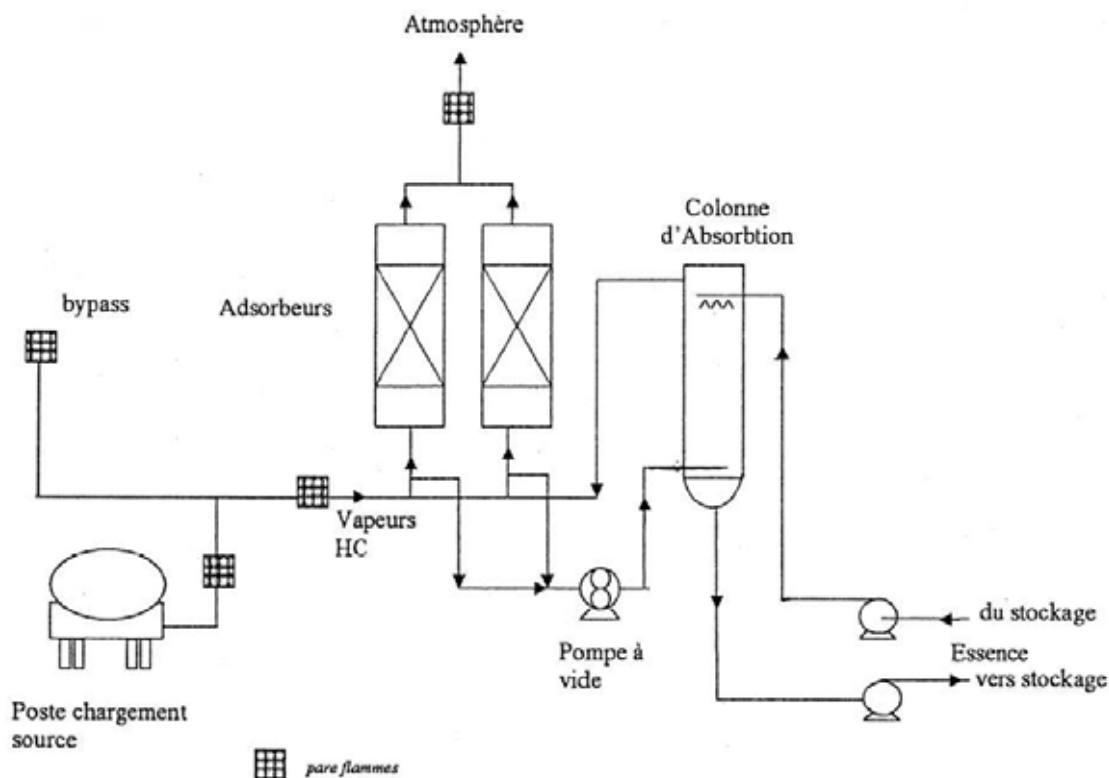 Atmosphère
Colonne
d'Absorbtion
bypass
Adsorbeurs
Vapeurs
HC
du stockage
Essence
vers stockage
Pompe à
vide
Poste chargement
source
pare flammes